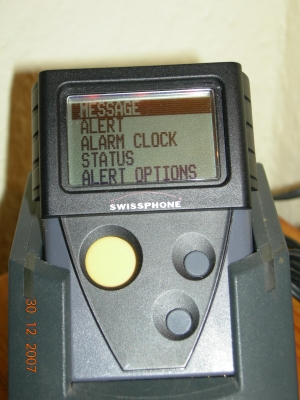 MESSAGE
ALERT
ALARM CLOCK
STATUS
ALERT OPTIONS
SWISSPHONE
30 12 2007